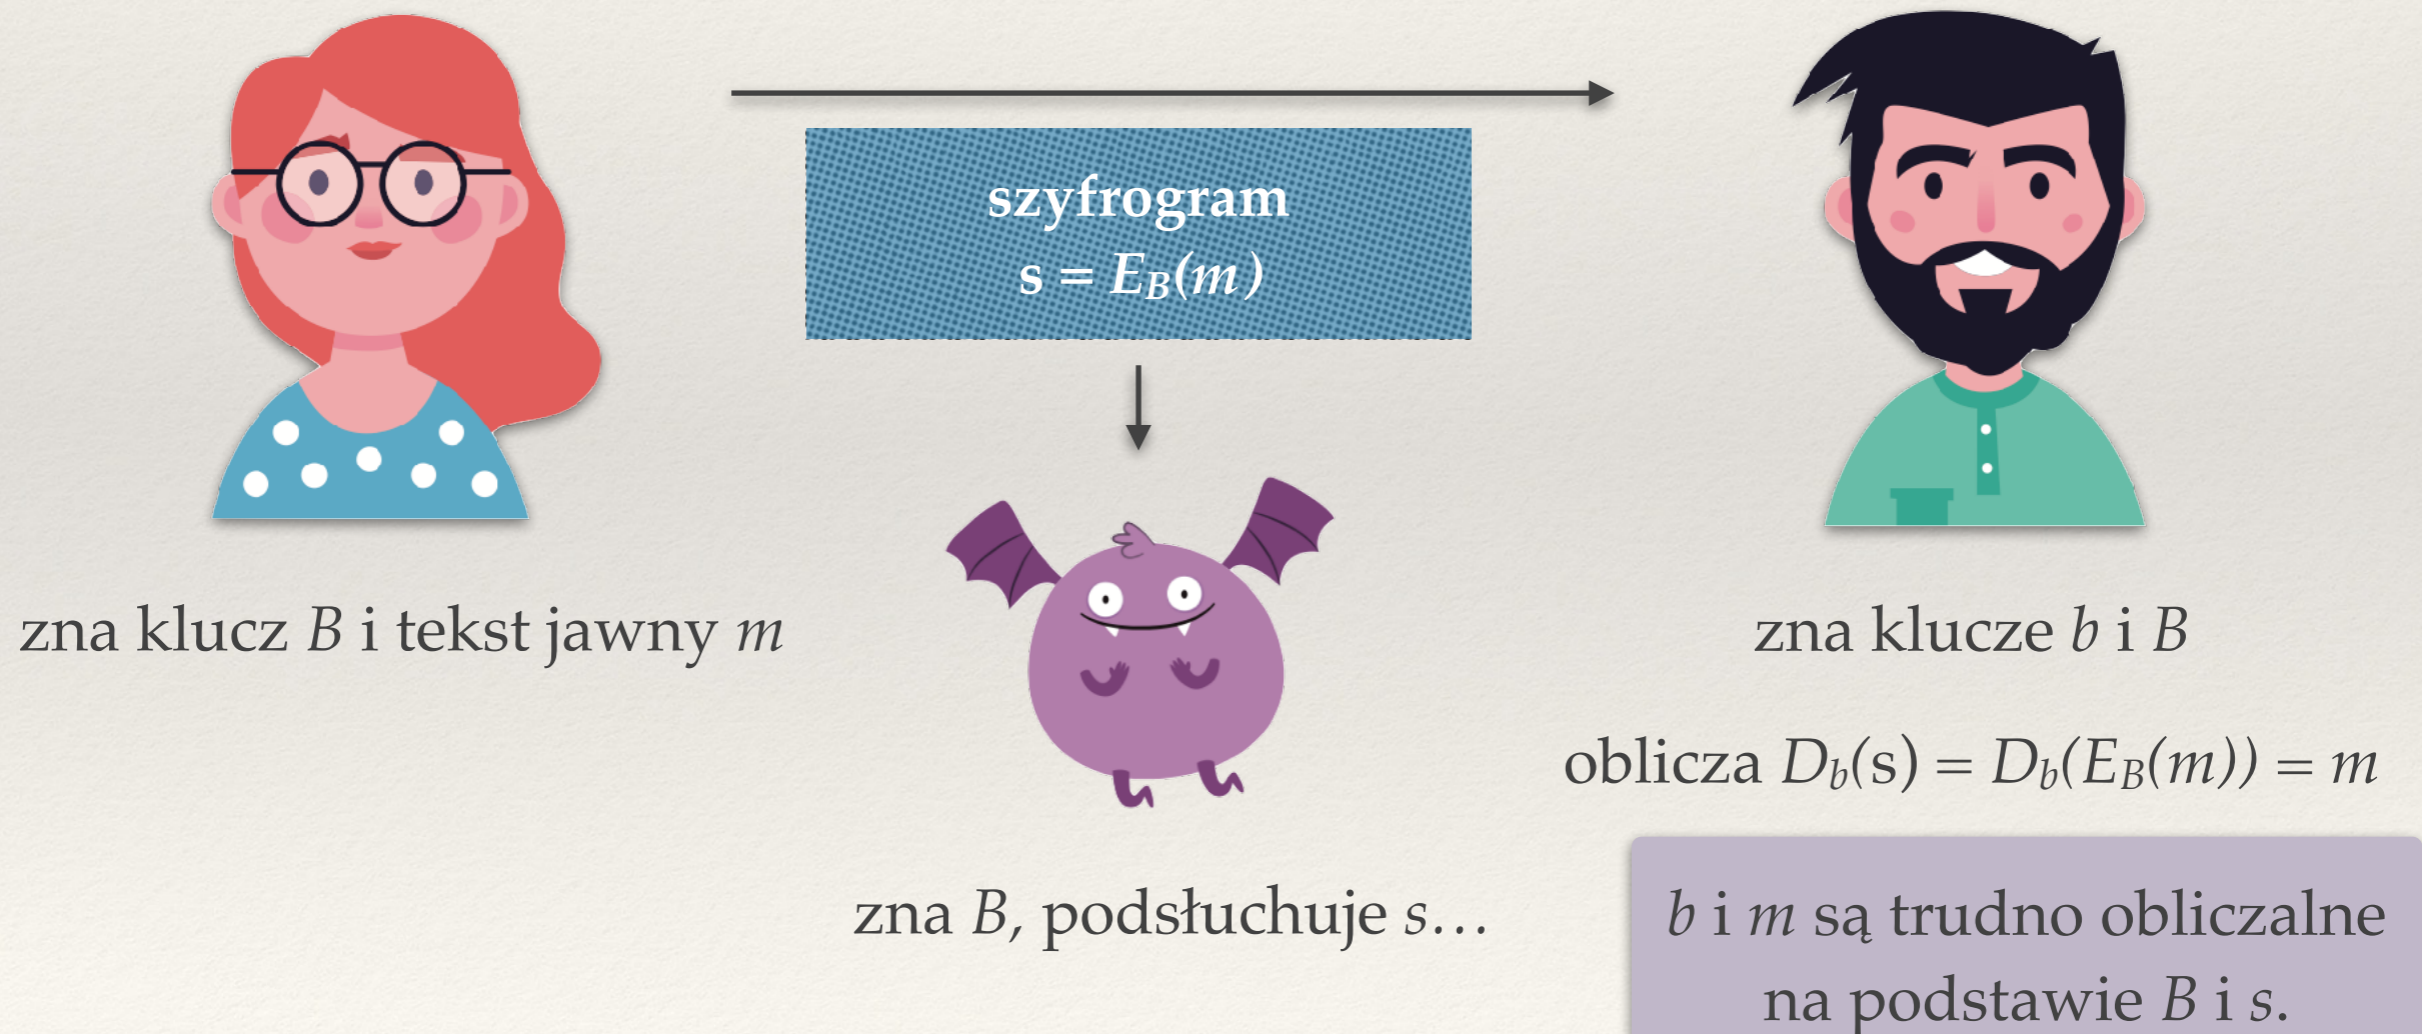 szyfrogram
s = E_B(m)
zna klucz B i tekst jawny m
zna klucze b i B
oblicza D_b(s) = D_b(E_B(m)) = m
zna B, podsłuchuje s…
b i m są trudno obliczalne
na podstawie B i s.